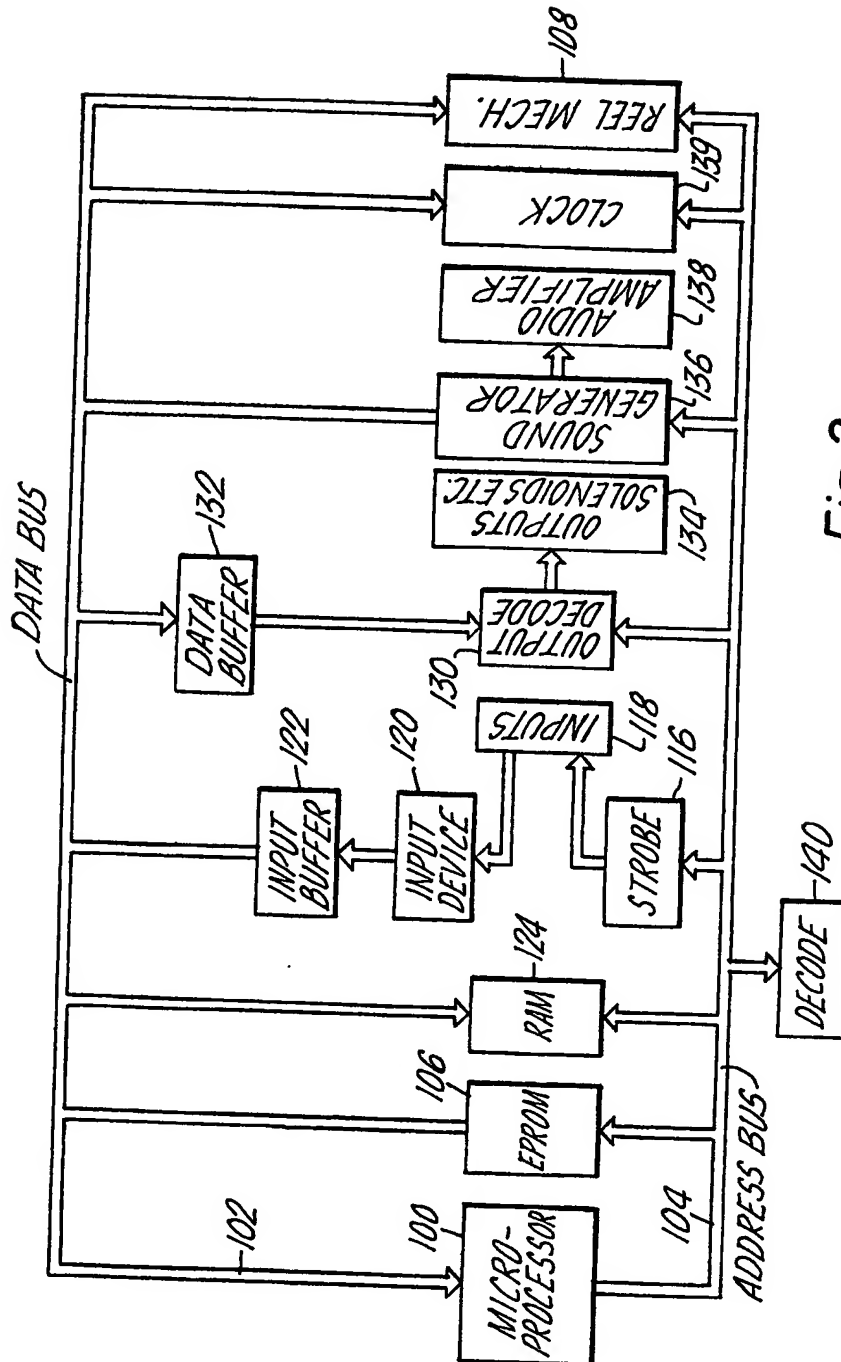 DATA BUS
102
100
MICRO-
PROCESSOR
104
ADDRESS BUS
106
EPROM
124
RAM
DECODE
140
122
INPUT
BUFFER
120
INPUT
DEVICE
INPUTS
118
116
STROBE
132
DATA
BUFFER
OUTPUT
DECODE
130
OUTPUTS
SOLENOIDS ETC.
134
SOUND
GENERATOR
136
AUDIO
AMPLIFIER
138
CLOCK
139
REEL MECH.
108